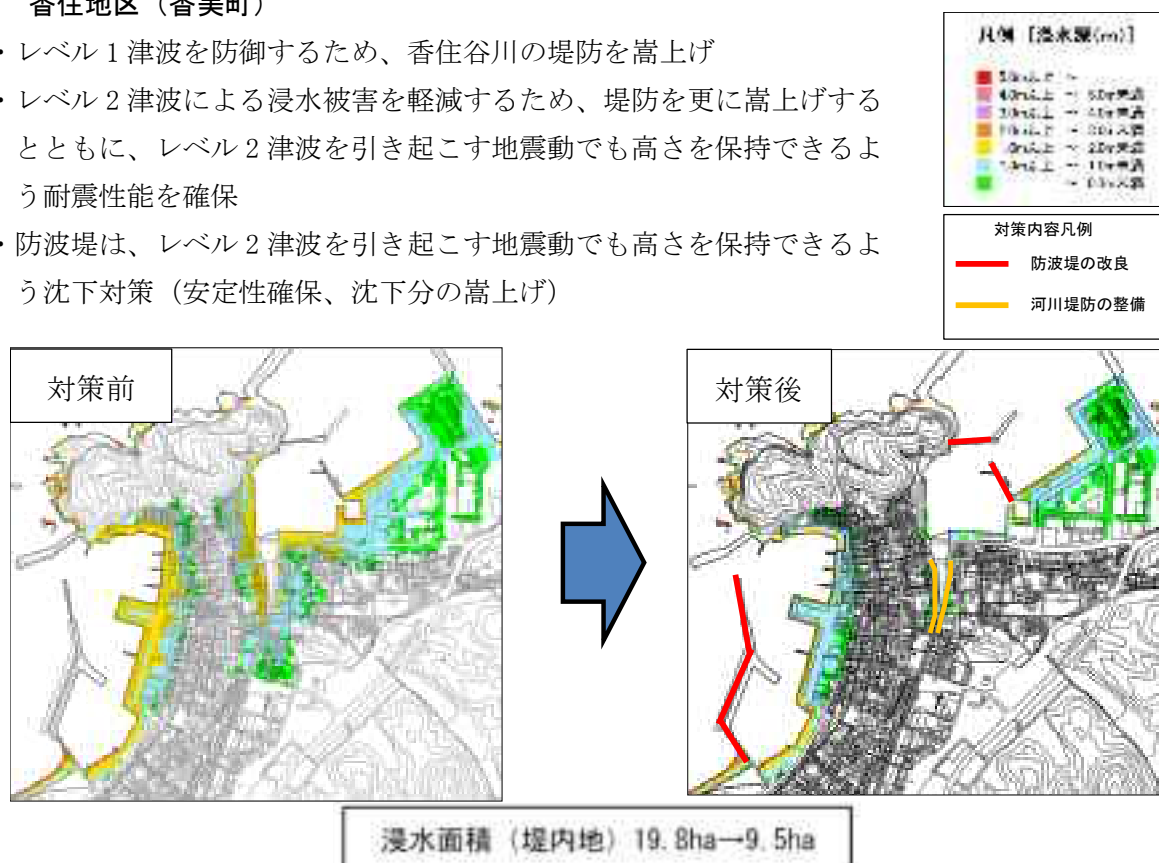 香住地区（香美町）
・レベル1津波を防御するため、香住谷川の堤防を嵩上げ
・レベル2津波による浸水被害を軽減するため、堤防を更に嵩上げする
とともに、レベル2津波を引き起こす地震動でも高さを保持できるよ
う耐震性能を確保
・防波堤は、レベル2津波を引き起こす地震動でも高さを保持できるよ
う沈下対策（安定性確保、沈下分の嵩上げ）
凡例 [浸水深(m)]
対策内容凡例
防波堤の改良
河川堤防の整備
対策前
対策後
浸水面積（堤内地）19.8ha→9.5ha